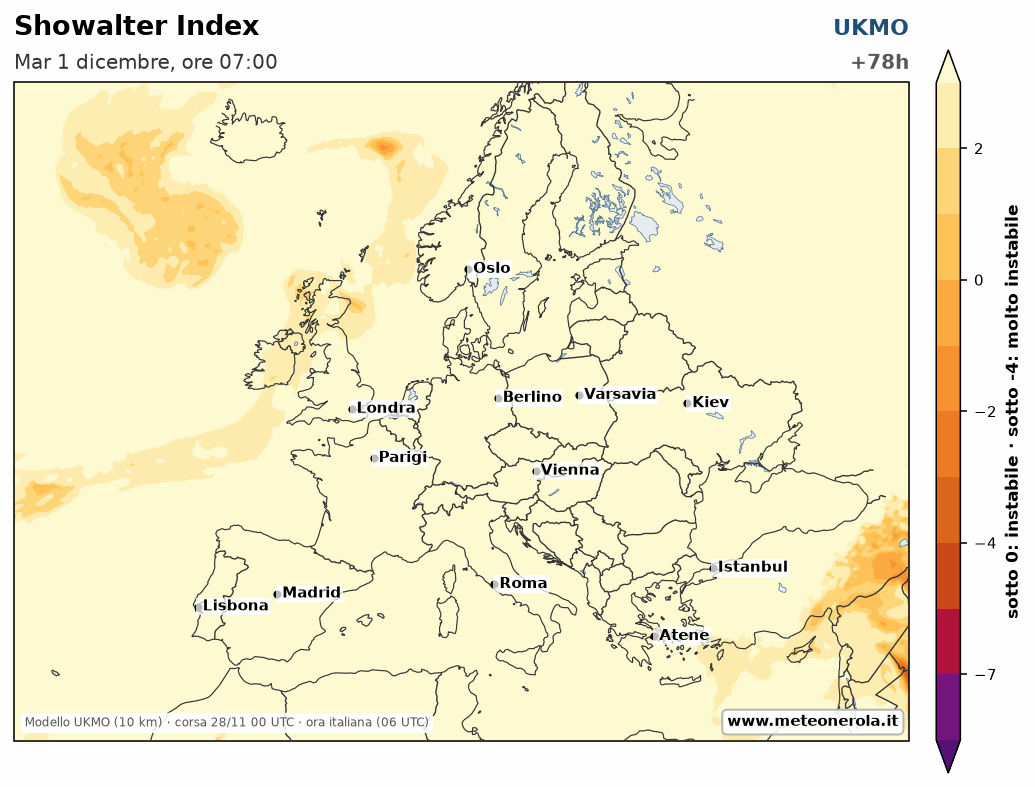 Showalter Index
UKMO
Mar 1 dicembre, ore 07:00
+78h
2
0
−2
−4
−7
sotto 0: instabile · sotto -4: molto instabile
Oslo
Londra
Berlino
Varsavia
Kiev
Parigi
Vienna
Istanbul
Roma
Madrid
Lisbona
Atene
Modello UKMO (10 km) · corsa 28/11 00 UTC · ora italiana (06 UTC)
www.meteonerola.it